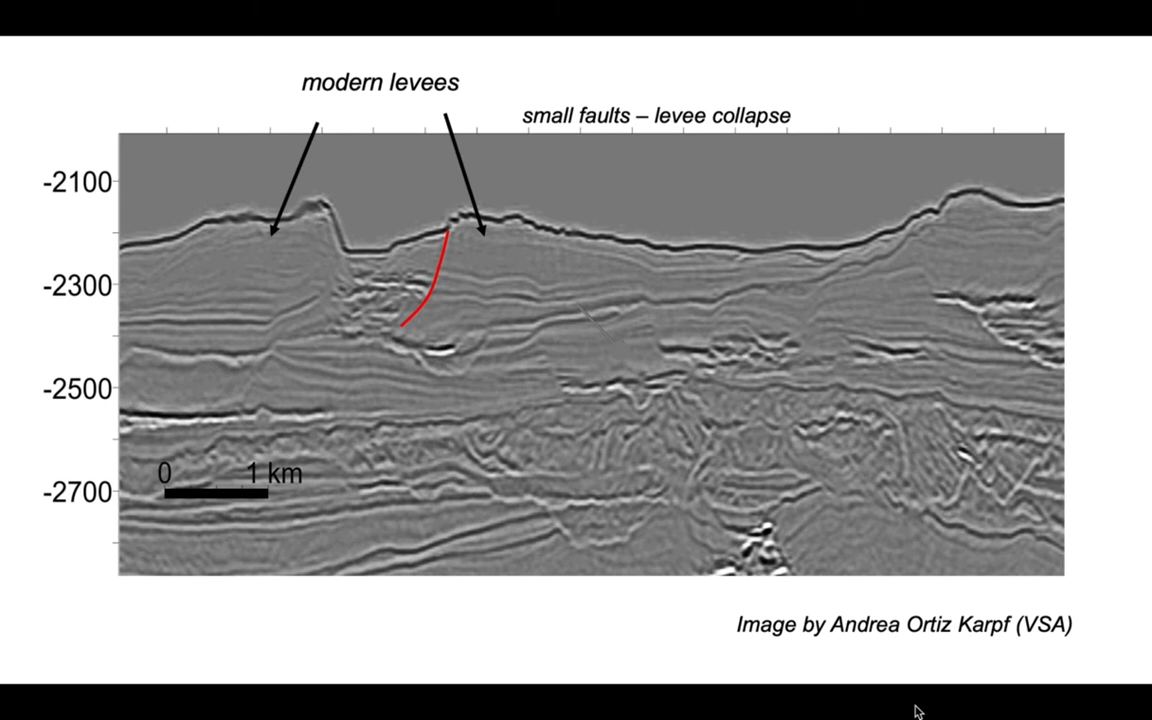 modern levees
small faults – levee collapse
-2100
-2300
-2500
0 1 km
-2700
Image by Andrea Ortiz Karpf (VSA)